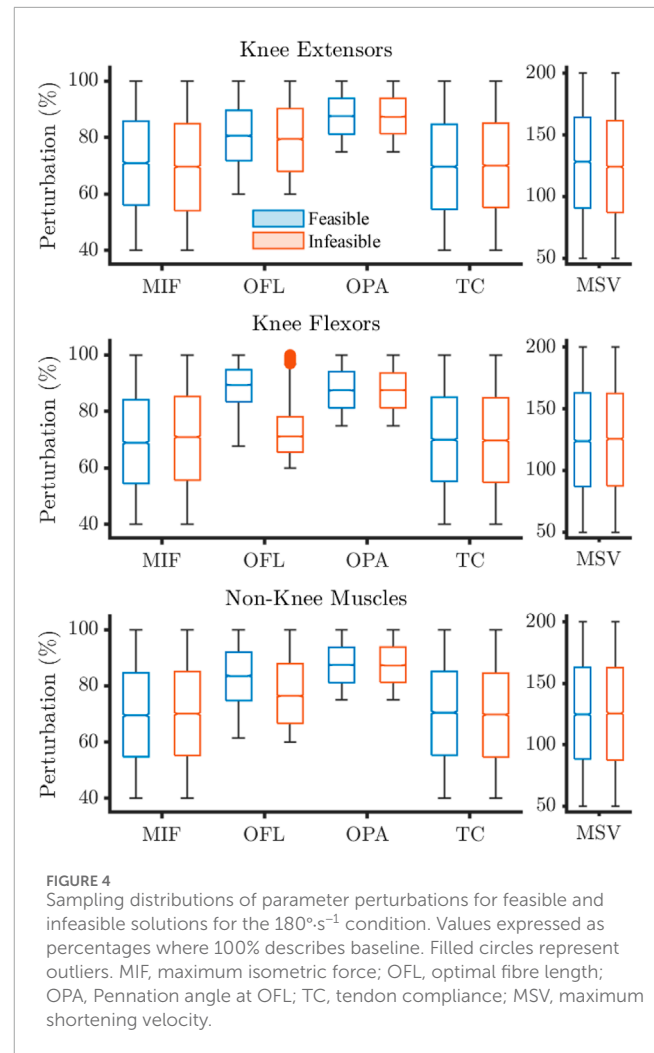 Knee Extensors
Perturbation (%)
100
80
60
40
200
150
100
50
Feasible
Infeasible
MIF OFL OPA TC MSV
Knee Flexors
Perturbation (%)
100
80
60
40
200
150
100
50
MIF OFL OPA TC MSV
Non-Knee Muscles
Perturbation (%)
100
80
60
40
200
150
100
50
MIF OFL OPA TC MSV
FIGURE 4
Sampling distributions of parameter perturbations for feasible and
infeasible solutions for the 180°·s⁻¹ condition. Values expressed as
percentages where 100% describes baseline. Filled circles represent
outliers. MIF, maximum isometric force; OFL, optimal fibre length;
OPA, Pennation angle at OFL; TC, tendon compliance; MSV, maximum
shortening velocity.